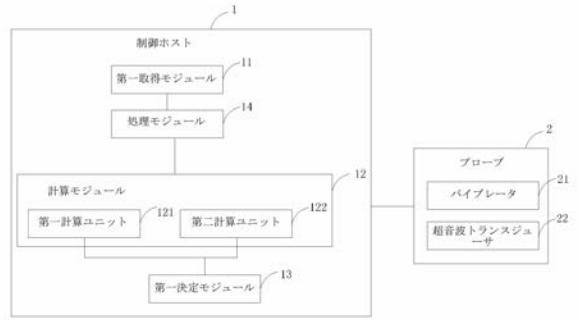 1
制御ホスト
11
第一取得モジュール
14
処理モジュール
2
プローブ
12
計算モジュール
21
バイブレータ
121
第一計算ユニット
122
第二計算ユニット
22
超音波トランスジュ
ーサ
13
第一決定モジュール